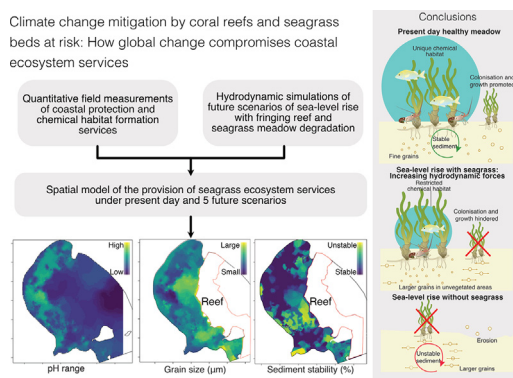 Climate change mitigation by coral reefs and seagrass
beds at risk: How global change compromises coastal
ecosystem services
Quantitative field measurements
of coastal protection and
chemical habitat formation
services
Hydrodynamic simulations of
future scenarios of sea-level rise
with fringing reef and
seagrass meadow degradation
Spatial model of the provision of seagrass ecosystem services
under present day and 5 future scenarios
High
Low
pH range
Large
Small
Reef
Grain size (µm)
Unstable
Stable
Reef
Sediment stability (%)
Conclusions
Present day healthy meadow
Unique chemical
habitat
Colonisation and
growth promoted
Stable
sediment
Fine grains
Sea-level rise with seagrass:
Increasing hydrodynamic forces
Restricted
chemical habitat
Colonisation and
growth hindered
Larger grains in unvegetated areas
Sea-level rise without seagrass
Erosion
Unstable
sediment
Larger grains